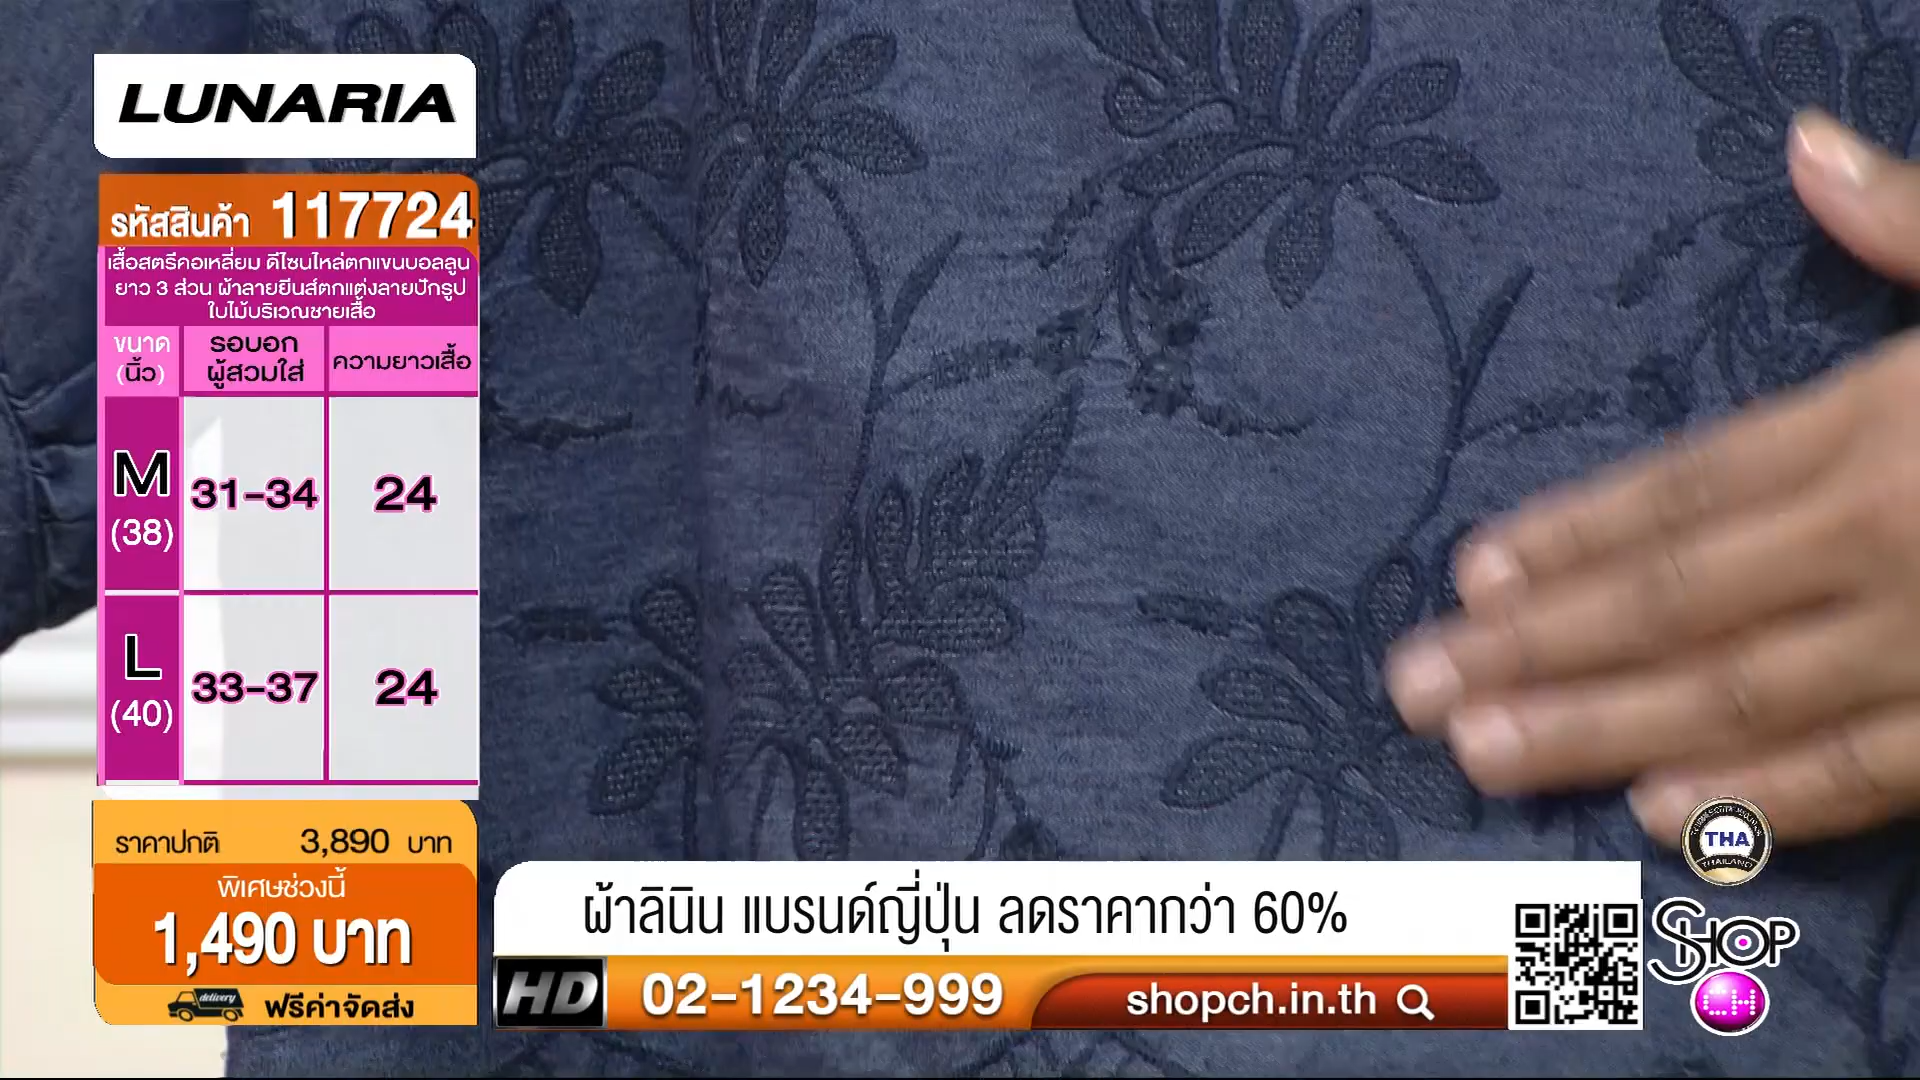 LUNARIA
รหัสสินค้า 117724
เสื้อสตรีคอเหลี่ยม ดีไซนไหล่ตกแขนบอลลูน
ยาว 3 ส่วน ผ้าลายยีนส์ตกแต่งลายปักรูป
ใบไม้บริเวณชายเสื้อ
ขนาด (นิ้ว) รอบอก ผู้สวมใส่ ความยาวเสื้อ
M (38) 31-34 24
L (40) 33-37 24
ราคาปกติ 3,890 บาท
พิเศษช่วงนี้
1,490 บาท
delivery ฟรีค่าจัดส่ง
ผ้าลินิน แบรนด์ญี่ปุ่น ลดราคากว่า 60%
HD 02-1234-999 shopch.in.th
THA
THAILAND
SHOP
CH